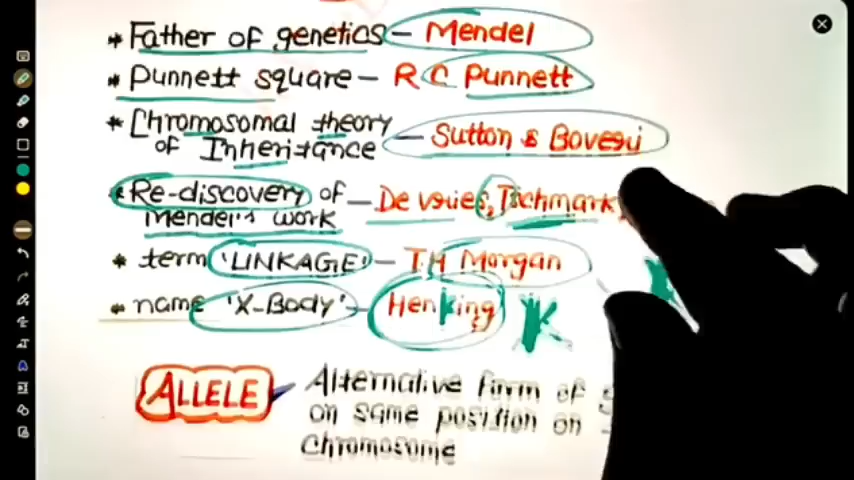 * Father of genetics – Mendel
* Punnett square – R C Punnett
* Chromosomal theory of Inheritance – Sutton & Boveri
* Re-discovery of Mendel's work – De vries, Tschmark,
* term 'LINKAGE' – T.H Morgan
* name 'X-Body' – Henking
K
ALLELE
Alternative form of
on same position on
chromosome